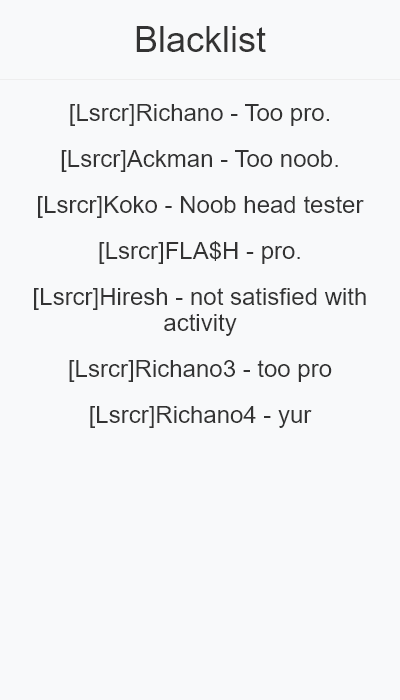 Blacklist
[Lsrcr]Richano - Too pro.
[Lsrcr]Ackman - Too noob.
[Lsrcr]Koko - Noob head tester
[Lsrcr]FLA$H - pro.
[Lsrcr]Hiresh - not satisfied with
activity
[Lsrcr]Richano3 - too pro
[Lsrcr]Richano4 - yur